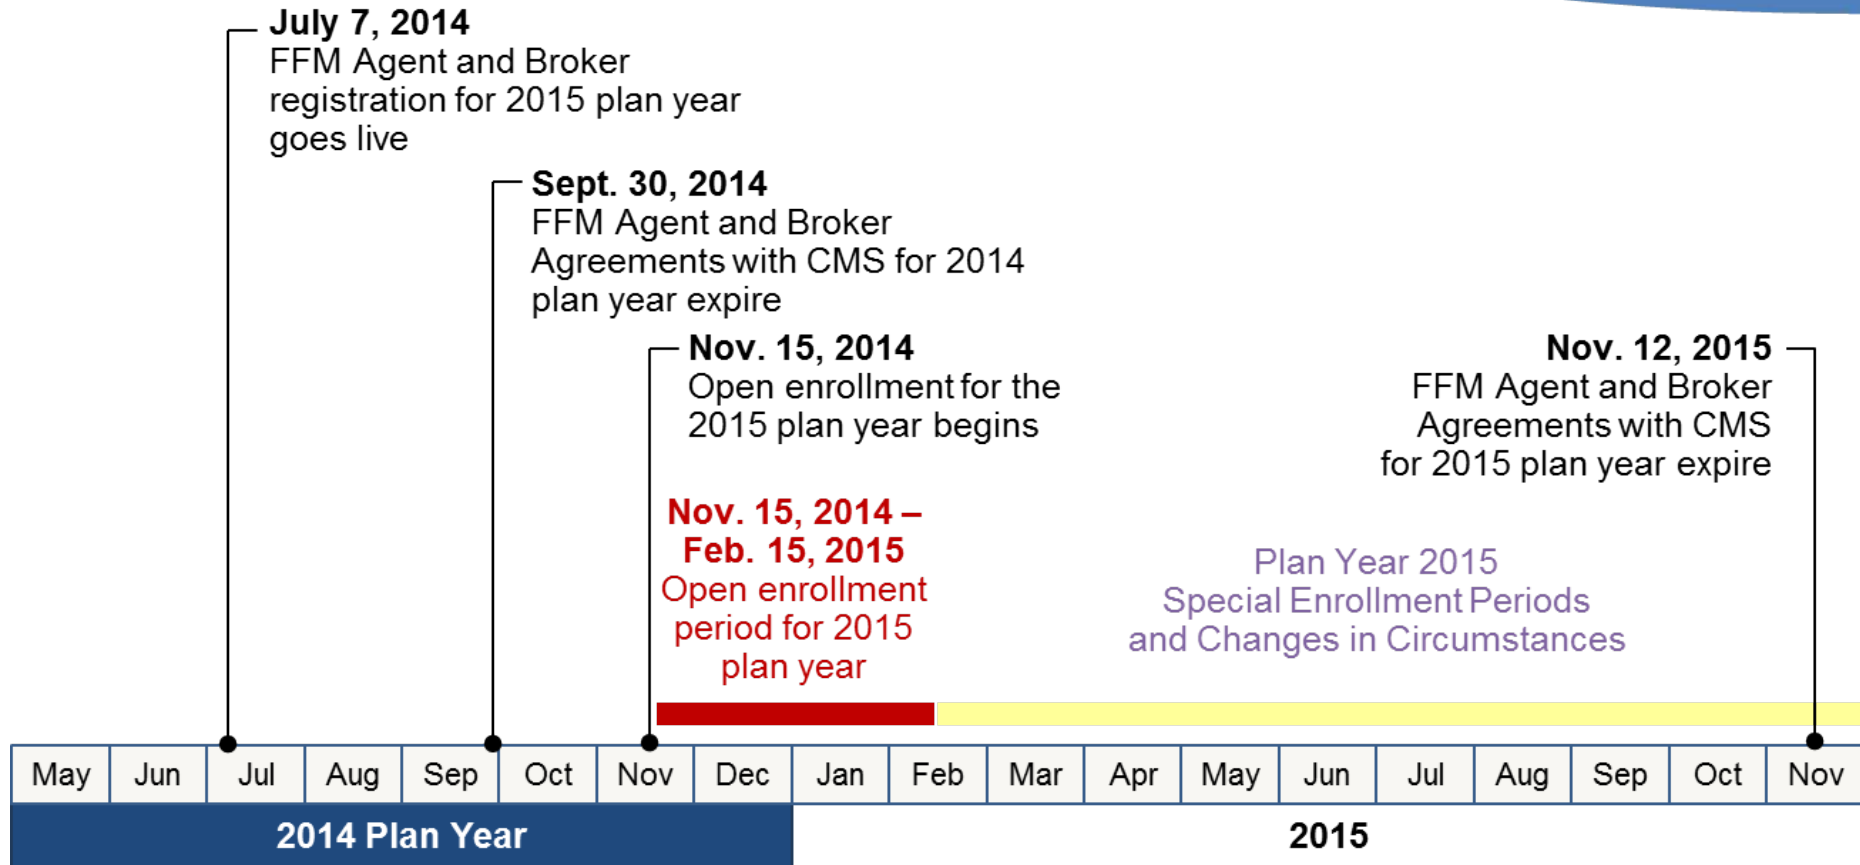 July 7, 2014
FFM Agent and Broker
registration for 2015 plan year
goes live
Sept. 30, 2014
FFM Agent and Broker
Agreements with CMS for 2014
plan year expire
Nov. 15, 2014
Open enrollment for the
2015 plan year begins
Nov. 12, 2015
FFM Agent and Broker
Agreements with CMS
for 2015 plan year expire
Nov. 15, 2014 –
Feb. 15, 2015
Open enrollment
period for 2015
plan year
Plan Year 2015
Special Enrollment Periods
and Changes in Circumstances
May Jun Jul Aug Sep Oct Nov Dec Jan Feb Mar Apr May Jun Jul Aug Sep Oct Nov
2014 Plan Year 2015